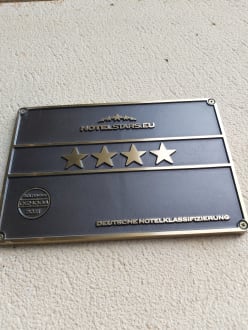 HOTELSTARS.EU
DEUTSCHE HOTELKLASSIFIZIERUNG